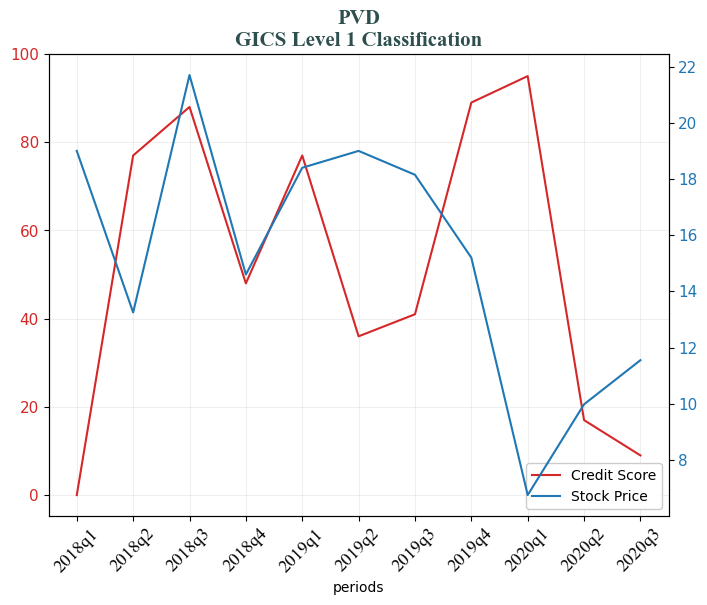 PVD
GICS Level 1 Classification
100
80
60
40
20
0
22
20
18
16
14
12
10
8
Credit Score
Stock Price
2018q1
2018q2
2018q3
2018q4
2019q1
2019q2
2019q3
2019q4
2020q1
2020q2
2020q3
periods